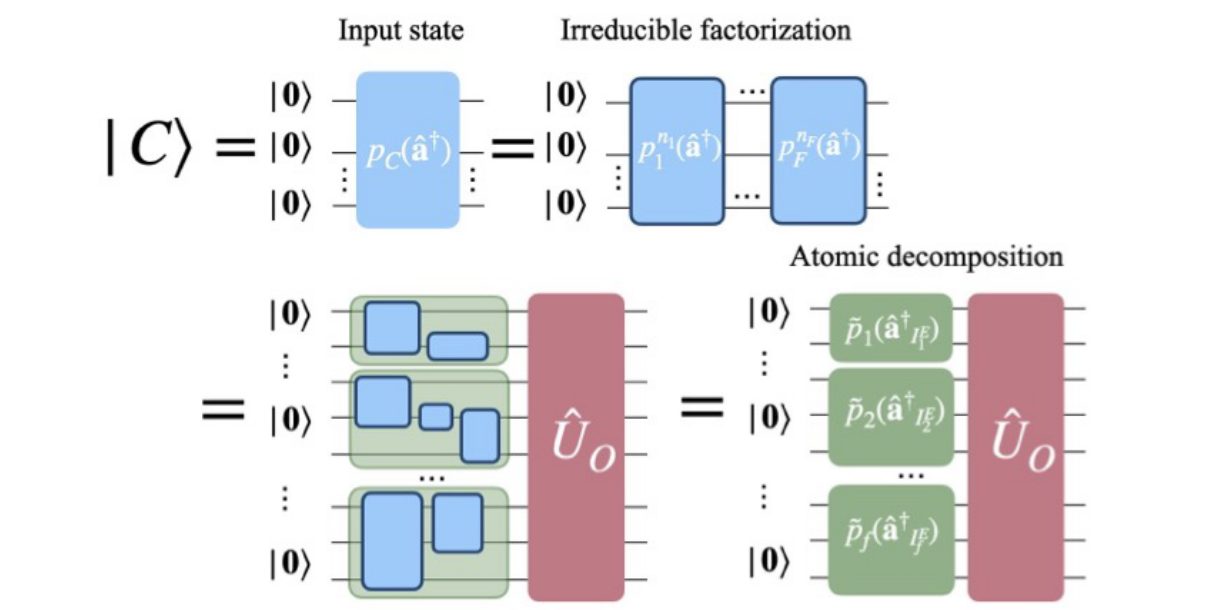 Input state
Irreducible factorization
|C⟩ = |0⟩ |0⟩ ⋮ |0⟩ p_C(â†) ⋮ = |0⟩ |0⟩ ⋮ |0⟩ p_1^{n_1}(â†) ... ... p_F^{n_F}(â†) ⋮
Atomic decomposition
= |0⟩ ⋮ |0⟩ ⋮ |0⟩ ... Û_O = |0⟩ ⋮ |0⟩ ⋮ |0⟩ p̃_1(â†_{I_1^E}) p̃_2(â†_{I_2^E}) ... p̃_f(â†_{I_f^E}) Û_O